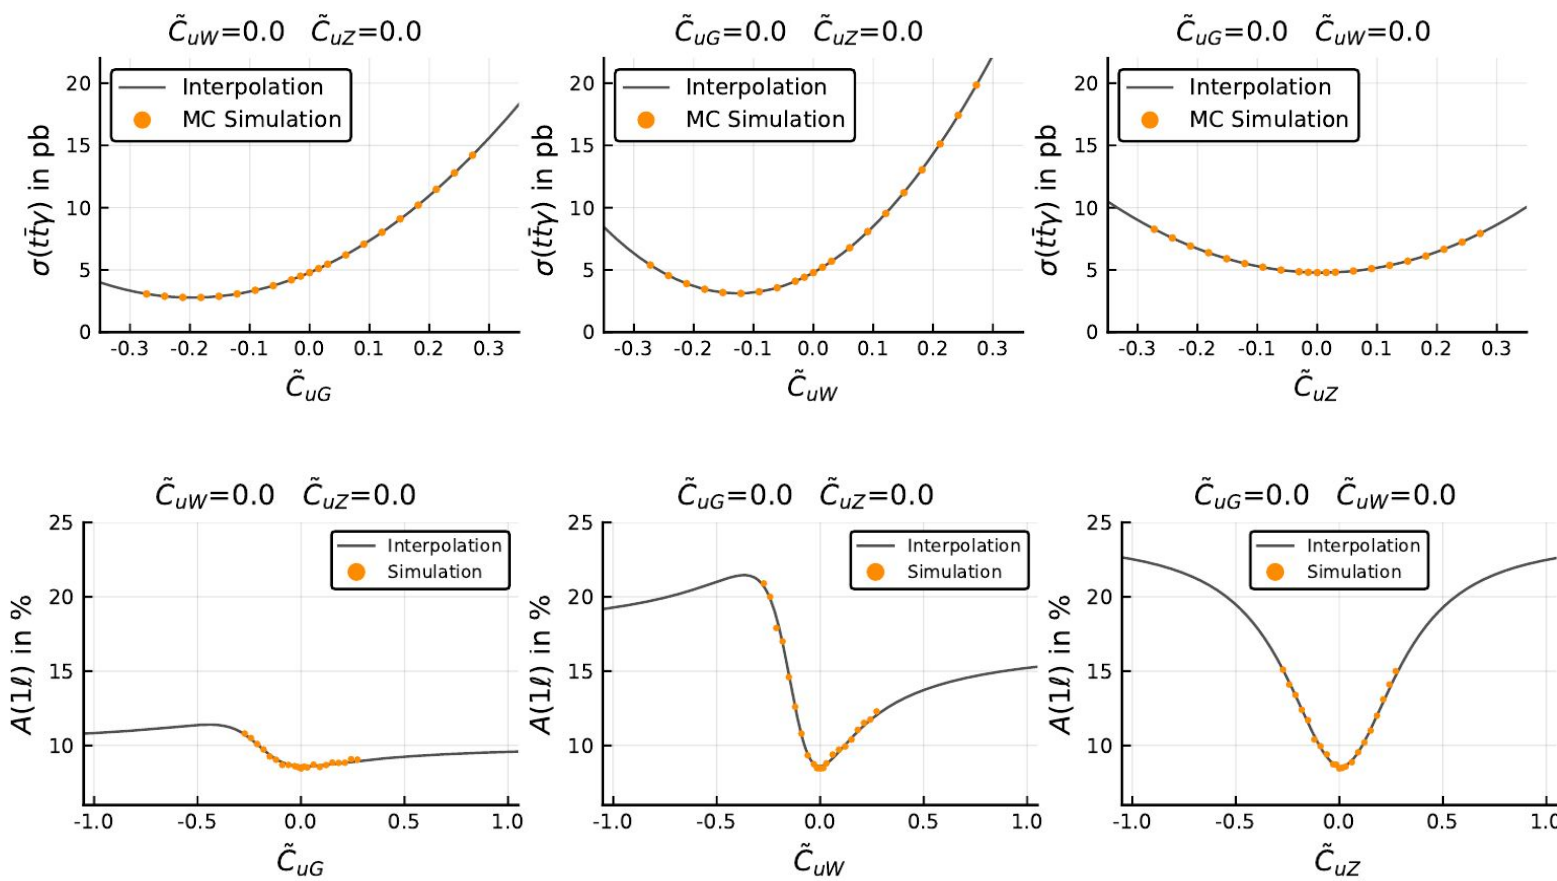 C̃uW=0.0 C̃uZ=0.0
σ(tt̄γ) in pb
20
15
10
5
0
Interpolation
MC Simulation
-0.3 -0.2 -0.1 0.0 0.1 0.2 0.3
C̃uG
C̃uG=0.0 C̃uZ=0.0
σ(tt̄γ) in pb
20
15
10
5
0
Interpolation
MC Simulation
-0.3 -0.2 -0.1 0.0 0.1 0.2 0.3
C̃uW
C̃uG=0.0 C̃uW=0.0
σ(tt̄γ) in pb
20
15
10
5
0
Interpolation
MC Simulation
-0.3 -0.2 -0.1 0.0 0.1 0.2 0.3
C̃uZ
C̃uW=0.0 C̃uZ=0.0
A(1ℓ) in %
25
20
15
10
Interpolation
Simulation
-1.0 -0.5 0.0 0.5 1.0
C̃uG
C̃uG=0.0 C̃uZ=0.0
A(1ℓ) in %
25
20
15
10
Interpolation
Simulation
-1.0 -0.5 0.0 0.5 1.0
C̃uW
C̃uG=0.0 C̃uW=0.0
A(1ℓ) in %
25
20
15
10
Interpolation
Simulation
-1.0 -0.5 0.0 0.5 1.0
C̃uZ